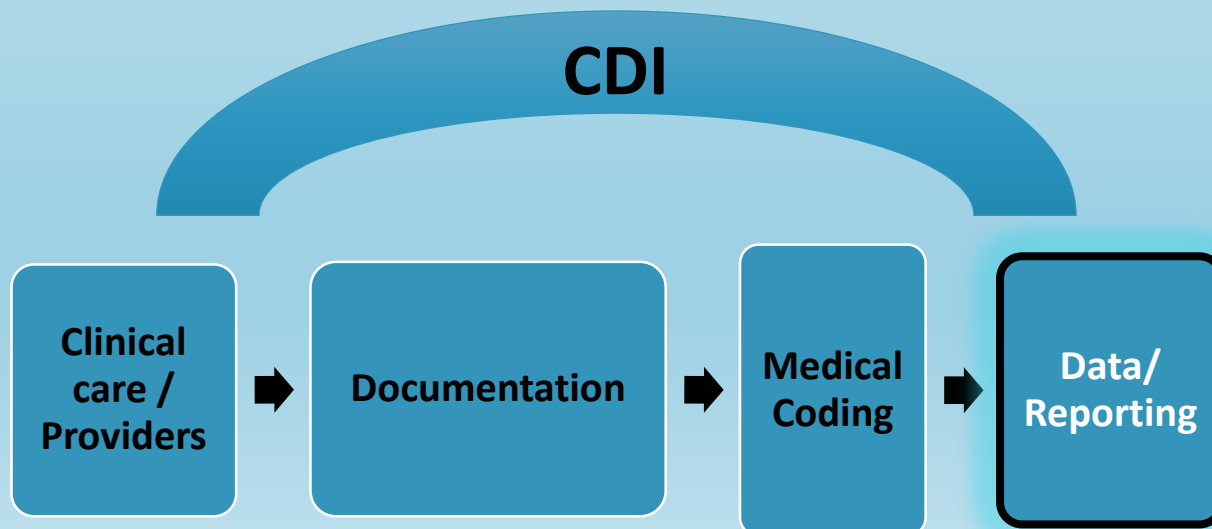 CDI
Clinical
care /
Providers
Documentation
Medical
Coding
Data/
Reporting